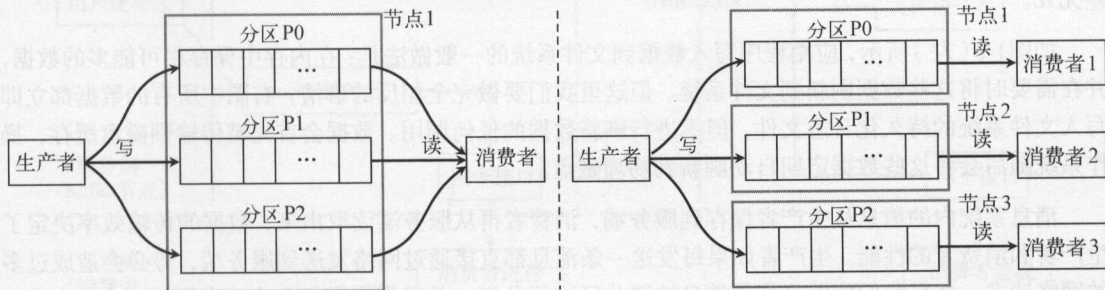 节点1
分区P0
...
分区P1
...
生产者
写
读
消费者
分区P2
...
节点1
分区P0
读
...
消费者1
节点2
分区P1
读
生产者
写
...
消费者2
节点3
分区P2
读
...
消费者3